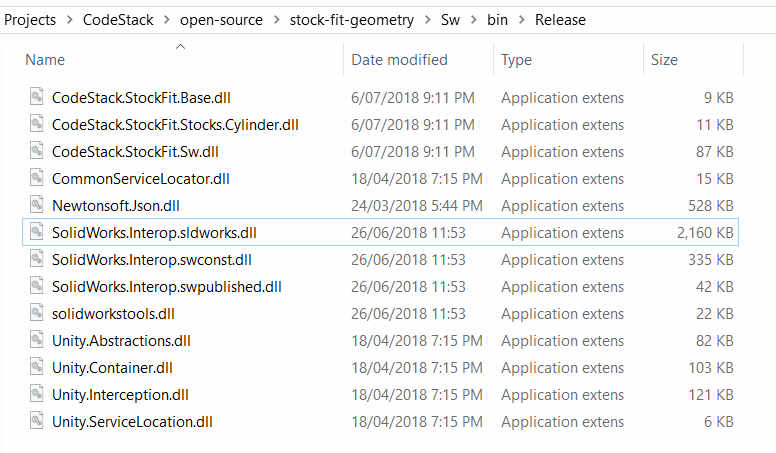 Projects > CodeStack > open-source > stock-fit-geometry > Sw > bin > Release
Name Date modified Type Size
CodeStack.StockFit.Base.dll 6/07/2018 9:11 PM Application extens 9 KB
CodeStack.StockFit.Stocks.Cylinder.dll 6/07/2018 9:11 PM Application extens 11 KB
CodeStack.StockFit.Sw.dll 6/07/2018 9:11 PM Application extens 87 KB
CommonServiceLocator.dll 18/04/2018 7:15 PM Application extens 15 KB
Newtonsoft.Json.dll 24/03/2018 5:44 PM Application extens 528 KB
SolidWorks.Interop.sldworks.dll 26/06/2018 11:53 Application extens 2,160 KB
SolidWorks.Interop.swconst.dll 26/06/2018 11:53 Application extens 335 KB
SolidWorks.Interop.swpublished.dll 26/06/2018 11:53 Application extens 42 KB
solidworkstools.dll 26/06/2018 11:53 Application extens 22 KB
Unity.Abstractions.dll 18/04/2018 7:15 PM Application extens 82 KB
Unity.Container.dll 18/04/2018 7:15 PM Application extens 103 KB
Unity.Interception.dll 18/04/2018 7:15 PM Application extens 121 KB
Unity.ServiceLocation.dll 18/04/2018 7:15 PM Application extens 6 KB